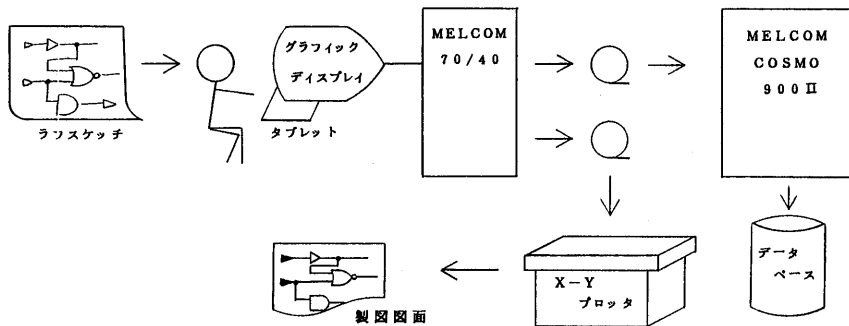 グラフィック
ディスプレイ
MELCOM
70/40
MELCOM
COSMO
900Ⅱ
ラフスケッチ
タブレット
データ
ベース
X-Y
プロッタ
製図図面